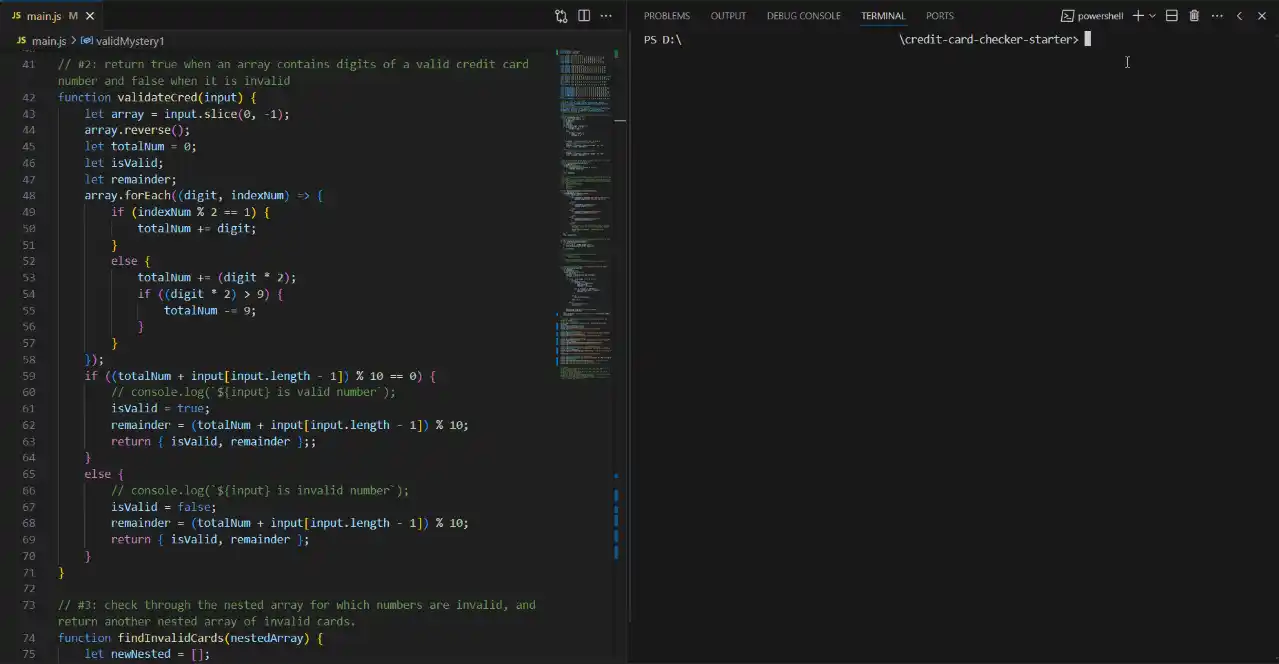 JS main.js M ×
JS main.js > validMystery1
41 // #2: return true when an array contains digits of a valid credit card
number and false when it is invalid
42 function validateCred(input) {
43 let array = input.slice(0, -1);
44 array.reverse();
45 let totalNum = 0;
46 let isValid;
47 let remainder;
48 array.forEach((digit, indexNum) => {
49 if (indexNum % 2 == 1) {
50 totalNum += digit;
51 }
52 else {
53 totalNum += (digit * 2);
54 if ((digit * 2) > 9) {
55 totalNum -= 9;
56 }
57 }
58 });
59 if ((totalNum + input[input.length - 1]) % 10 == 0) {
60 // console.log(`${input} is valid number`);
61 isValid = true;
62 remainder = (totalNum + input[input.length - 1]) % 10;
63 return { isValid, remainder };;
64 }
65 else {
66 // console.log(`${input} is invalid number`);
67 isValid = false;
68 remainder = (totalNum + input[input.length - 1]) % 10;
69 return { isValid, remainder };
70 }
71 }
72
73 // #3: check through the nested array for which numbers are invalid, and
return another nested array of invalid cards.
74 function findInvalidCards(nestedArray) {
75 let newNested = [];
PROBLEMS OUTPUT DEBUG CONSOLE TERMINAL PORTS powershell
PS D:\ \credit-card-checker-starter>